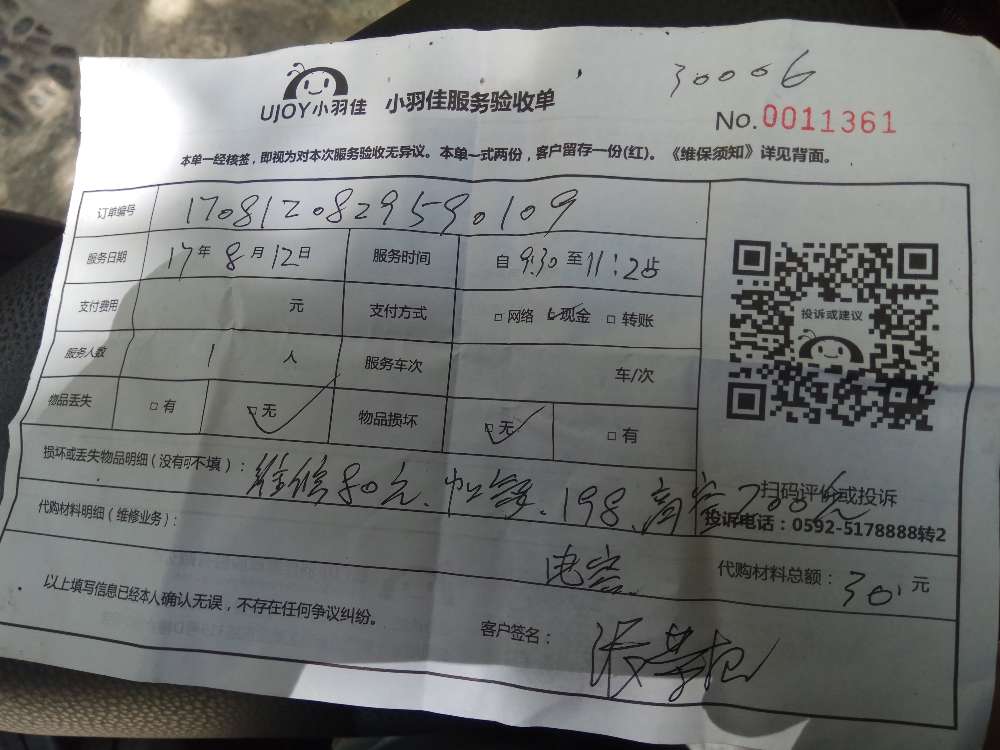 30006
UJOY小羽佳 小羽佳服务验收单
No.0011361
本单一经核签，即视为对本次服务验收无异议。本单一式两份，客户留存一份(红)。《维保须知》详见背面。
订单编号 1708120829590109
服务日期 17年 8月 12日 服务时间 自 9:30 至 11:25
支付费用 元 支付方式 □ 网络 □ 现金 □ 转账
服务人数 1 人 服务车次 车/次
物品丢失 □ 有 □ 无 物品损坏 □ 无 □ 有
投诉或建议
损坏或丢失物品明细（没有可不填）：维修80元、198、高 200元
扫码评价或投诉
投诉电话：0592-5178888转2
代购材料明细（维修业务）：
电容 代购材料总额：30 元
以上填写信息已经本人确认无误，不存在任何争议纠纷。
客户签名： 张